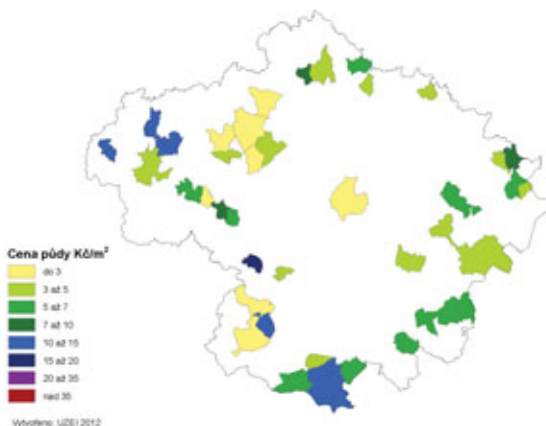 Cena půdy Kč/m²
do 3
3 až 5
5 až 7
7 až 10
10 až 15
15 až 20
20 až 35
nad 35
Vytvořeno: ÚZEI 2012